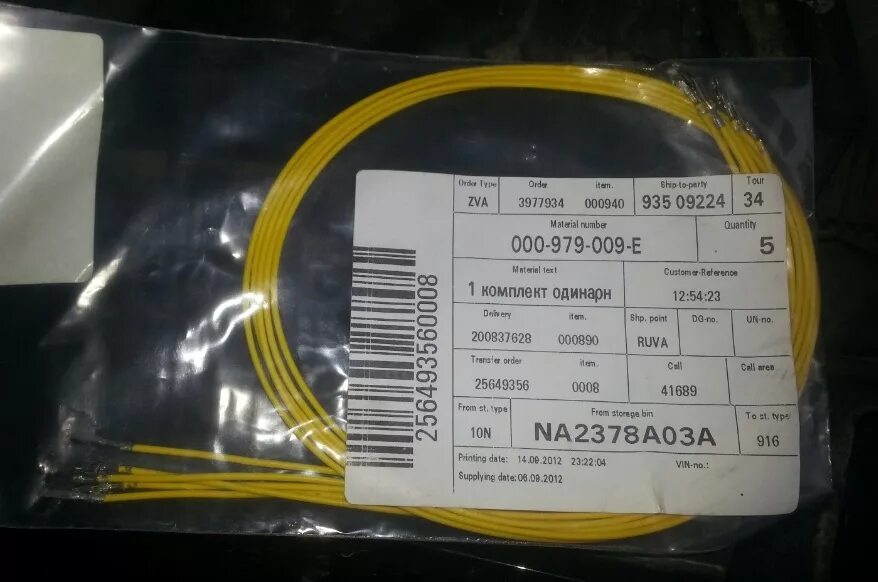 Order Type Order item. Ship-to-party Tour
ZVA 3977934 000940 935 09224 34
Material number Quantity
000-979-009-E 5
Material text Customer-Reference
1 комплект одинарн 12:54:23
Delivery item. Shp. point DG-no. UN-no.
200837628 000890 RUVA
Transfer order item. Call Call area
25649356 0008 41689
From st. type From storage bin To st. type
10N NA2378A03A 916
Printing date: 14.09.2012 23:22:04 VIN-no.:
Supplying date: 06.09.2012
256493560008